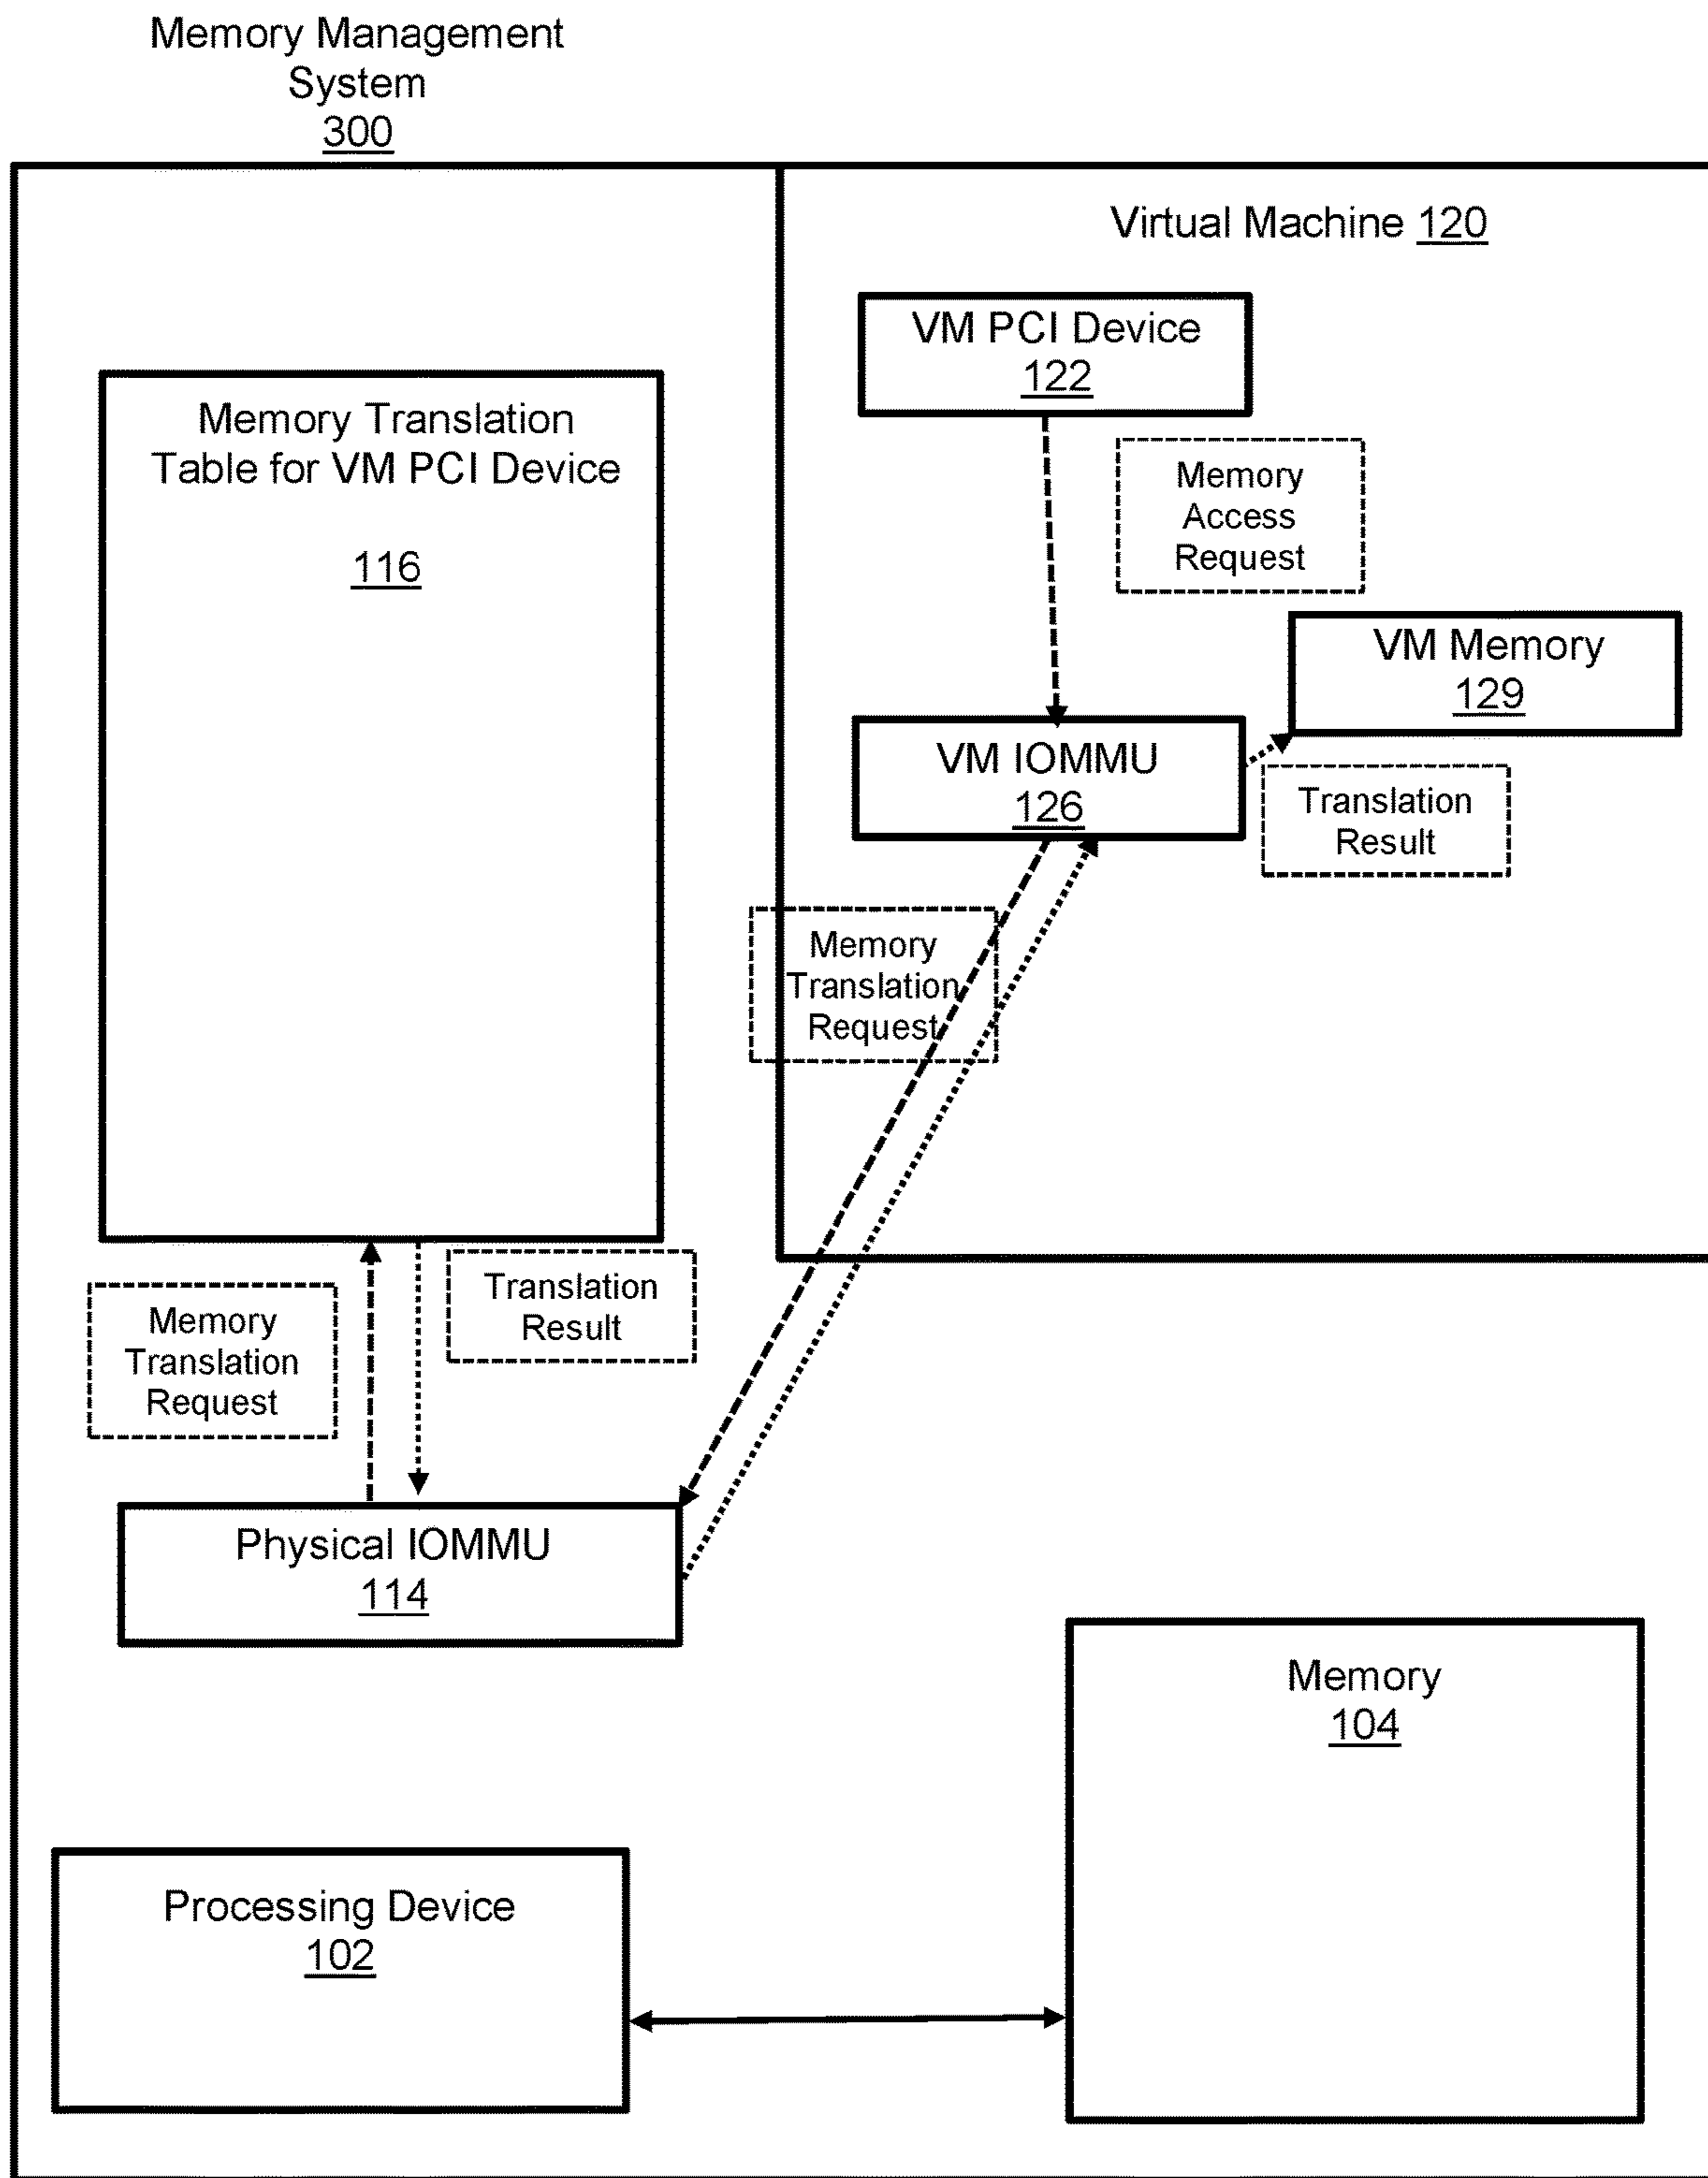 Memory Management
System
300
Virtual Machine 120
VM PCI Device
122
Memory Translation
Table for VM PCI Device
116
Memory
Access
Request
VM Memory
129
VM IOMMU
126
Translation
Result
Memory
Translation
Request
Translation
Result
Memory
Translation
Request
Physical IOMMU
114
Memory
104
Processing Device
102